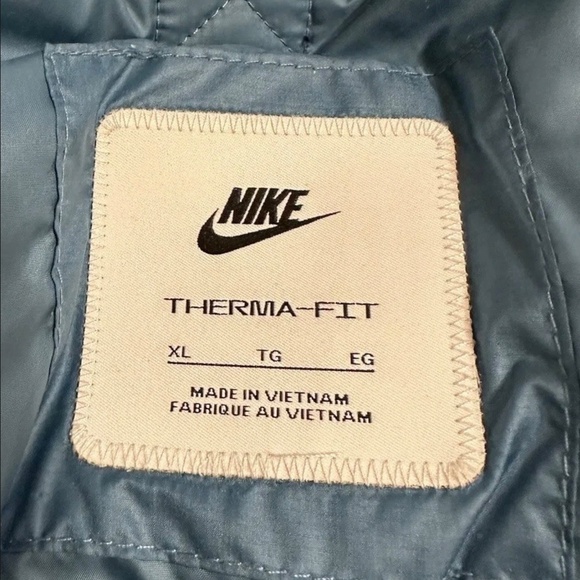 NIKE
THERMA-FIT
XL TG EG
MADE IN VIETNAM
FABRIQUE AU VIETNAM